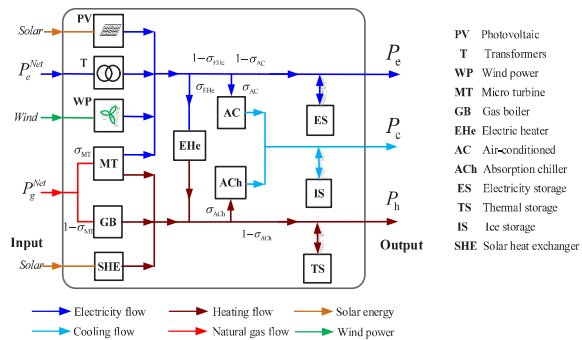 Solar
PV
P_e^Net
T
Wind
WP
σ_MT
MT
P_g^Net
1−σ_MT
GB
Input
Solar
SHE
1−σ_EHe
1−σ_AC
σ_EHe
σ_AC
AC
EHe
ACh
σ_ACh
1−σ_ACh
ES
IS
TS
P_e
P_c
P_h
Output
PV Photovoltaic
T Transformers
WP Wind power
MT Micro turbine
GB Gas boiler
EHe Electric heater
AC Air-conditioned
ACh Absorption chiller
ES Electricity storage
TS Thermal storage
IS Ice storage
SHE Solar heat exchanger
Electricity flow
Heating flow
Solar energy
Cooling flow
Natural gas flow
Wind power